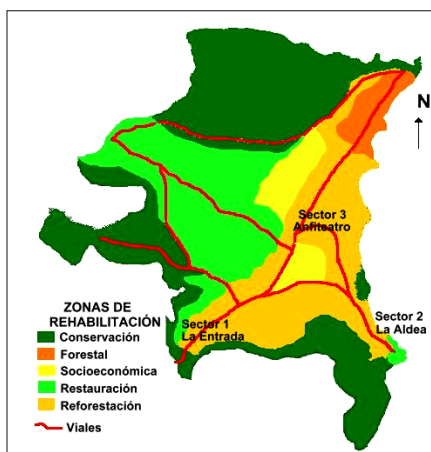 N
Sector 3
Anfiteatro
Sector 2
La Aldea
Sector 1
La Entrada
ZONAS DE
REHABILITACIÓN
Conservación
Forestal
Socioeconómica
Restauración
Reforestación
Viales